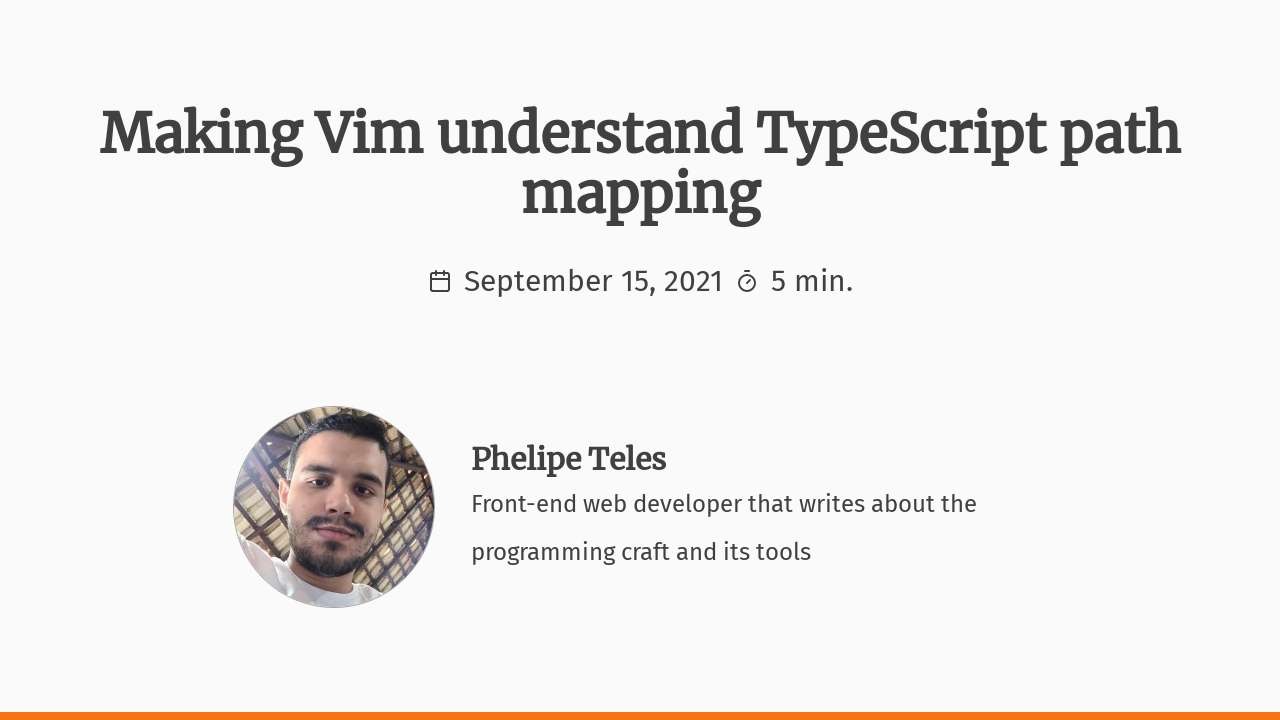 Making Vim understand TypeScript path
mapping
September 15, 2021 5 min.
Phelipe Teles
Front-end web developer that writes about the
programming craft and its tools